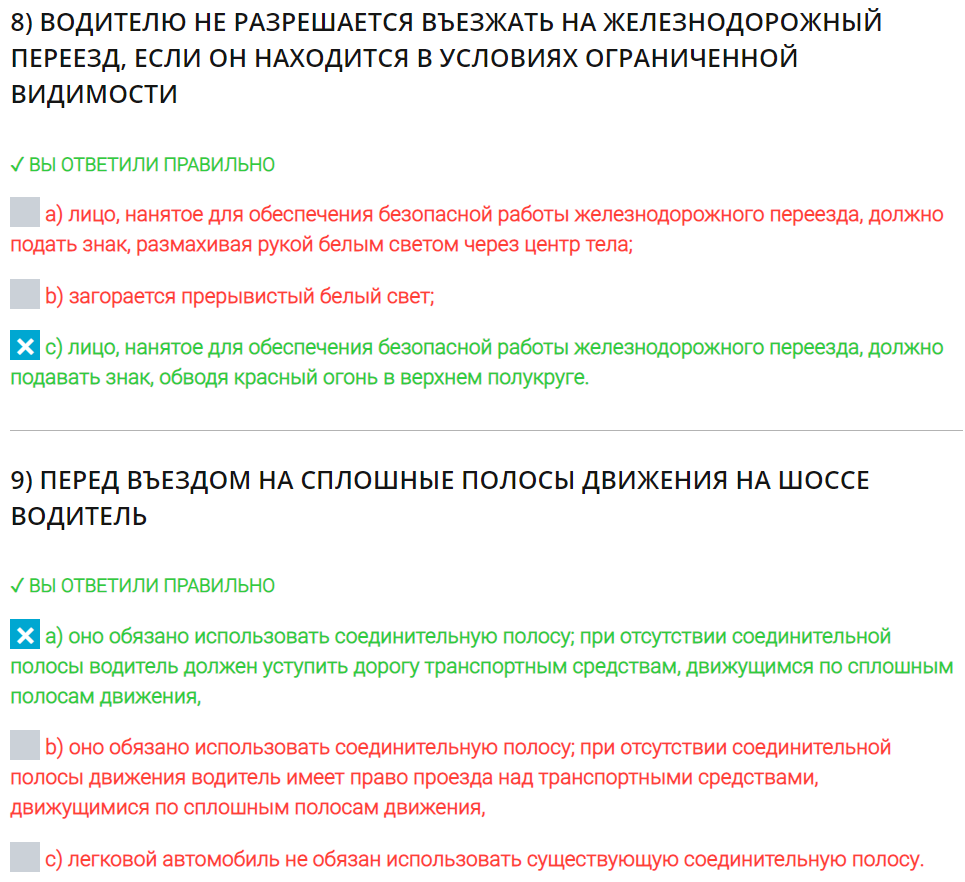 8) ВОДИТЕЛЮ НЕ РАЗРЕШАЕТСЯ ВЪЕЗЖАТЬ НА ЖЕЛЕЗНОДОРОЖНЫЙ
ПЕРЕЕЗД, ЕСЛИ ОН НАХОДИТСЯ В УСЛОВИЯХ ОГРАНИЧЕННОЙ
ВИДИМОСТИ
✓ ВЫ ОТВЕТИЛИ ПРАВИЛЬНО
a) лицо, нанятое для обеспечения безопасной работы железнодорожного переезда, должно
подать знак, размахивая рукой белым светом через центр тела;
b) загорается прерывистый белый свет;
c) лицо, нанятое для обеспечения безопасной работы железнодорожного переезда, должно
подавать знак, обводя красный огонь в верхнем полукруге.
9) ПЕРЕД ВЪЕЗДОМ НА СПЛОШНЫЕ ПОЛОСЫ ДВИЖЕНИЯ НА ШОССЕ
ВОДИТЕЛЬ
✓ ВЫ ОТВЕТИЛИ ПРАВИЛЬНО
a) оно обязано использовать соединительную полосу; при отсутствии соединительной
полосы водитель должен уступить дорогу транспортным средствам, движущимся по сплошным
полосам движения,
b) оно обязано использовать соединительную полосу; при отсутствии соединительной
полосы движения водитель имеет право проезда над транспортными средствами,
движущимися по сплошным полосам движения,
c) легковой автомобиль не обязан использовать существующую соединительную полосу.